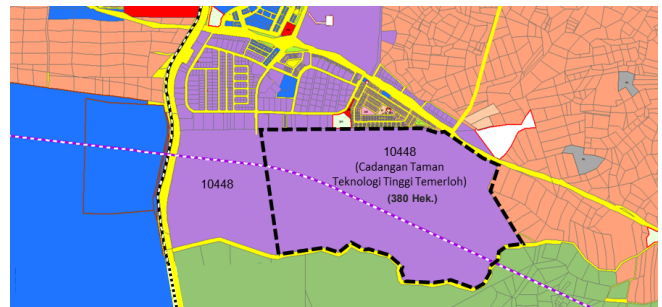 10448
(Cadangan Taman
Teknologi Tinggi Temerloh)
(380 Hek.)
10448